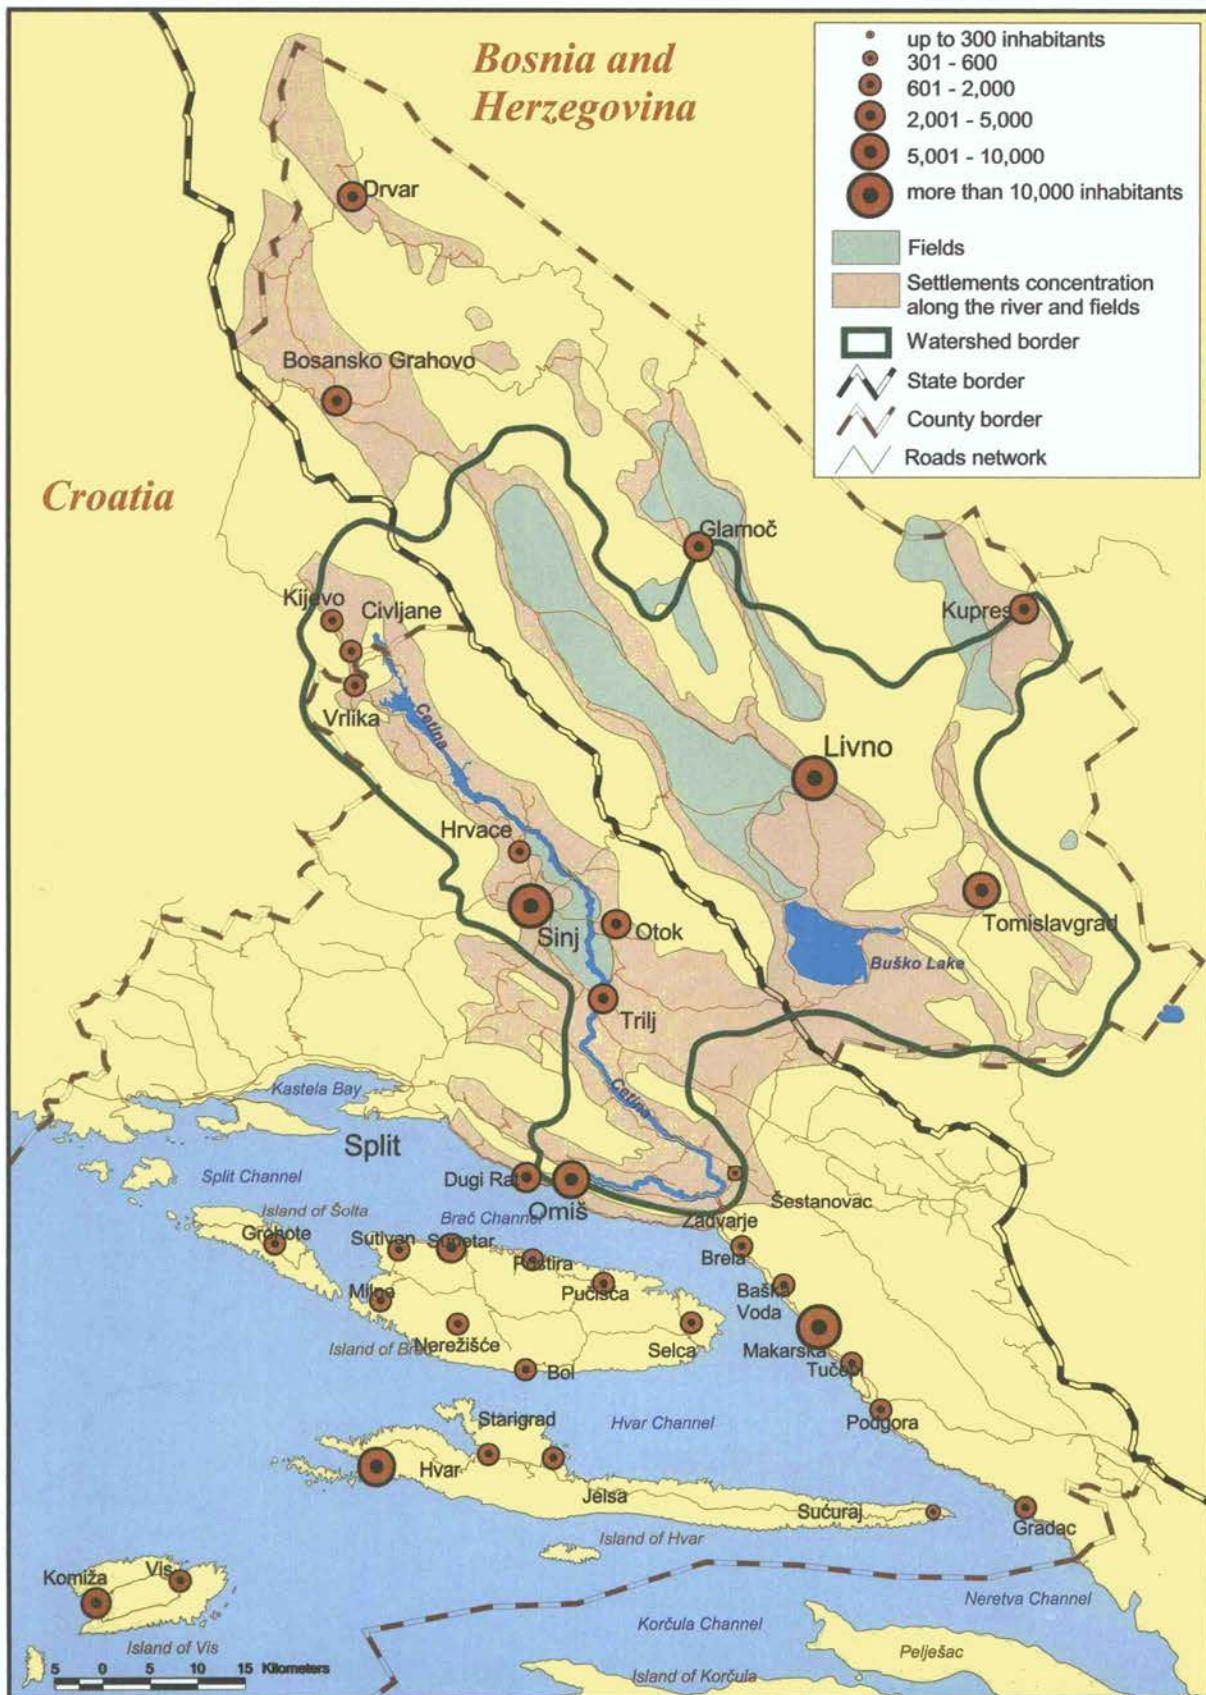 Bosnia and
Herzegovina
up to 300 inhabitants
301 - 600
601 - 2,000
2,001 - 5,000
5,001 - 10,000
more than 10,000 inhabitants
Fields
Settlements concentration
along the river and fields
Watershed border
State border
County border
Roads network
Drvar
Bosansko Grahovo
Croatia
Glamoč
Kijevo
Civljane
Kupres
Vrlika
Cetina
Livno
Hrvace
Sinj
Otok
Tomislavgrad
Buško Lake
Trilj
Cetina
Kastela Bay
Split
Split Channel
Dugi Rat
Omiš
Šestanovac
Island of Šolta
Brač Channel
Zadvarje
Grohote
Sutivan
Supetar
Postira
Brela
Milna
Pučišća
Baška
Voda
Nerežišće
Island of Brač
Selca
Makarska
Tučepi
Bol
Podgora
Starigrad
Hvar Channel
Hvar
Jelsa
Sućuraj
Gradac
Island of Hvar
Komiža
Vis
Neretva Channel
Korčula Channel
Pelješac
Island of Vis
Island of Korčula
5 0 5 10 15 Kilometers